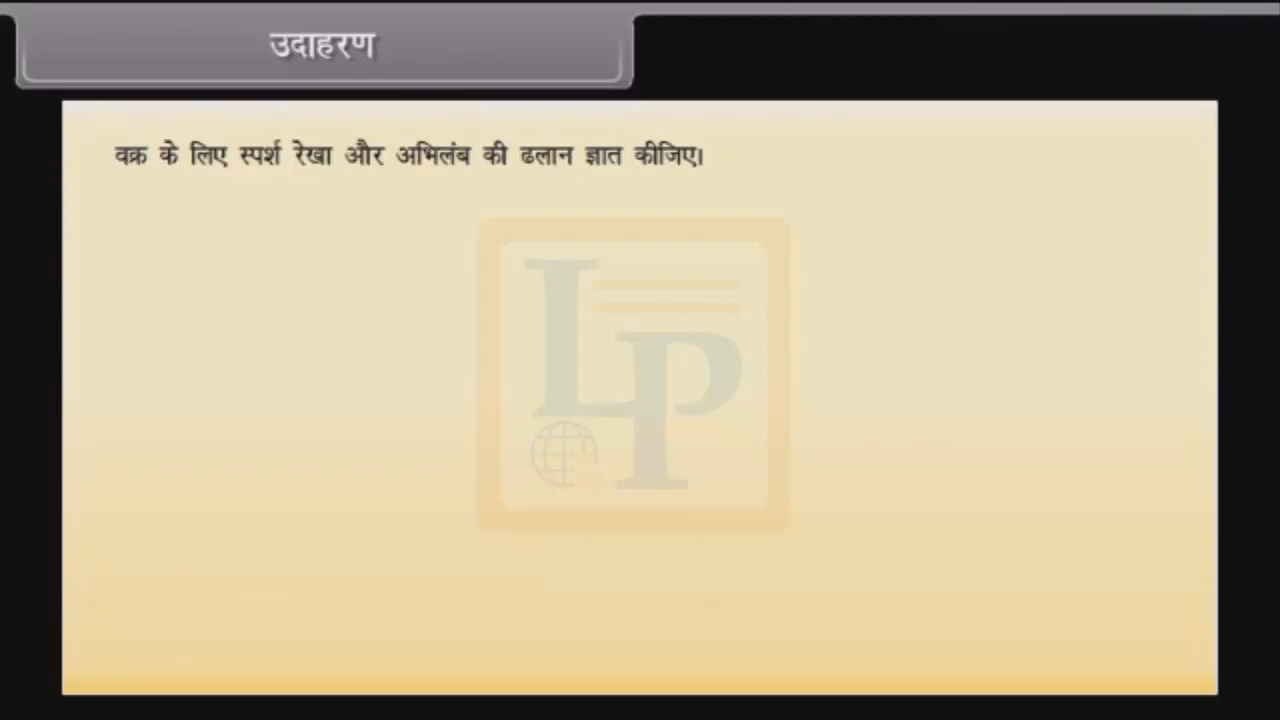 उदाहरण
वक्र के लिए स्पर्श रेखा और अभिलंब की ढलान ज्ञात कीजिए।
LP